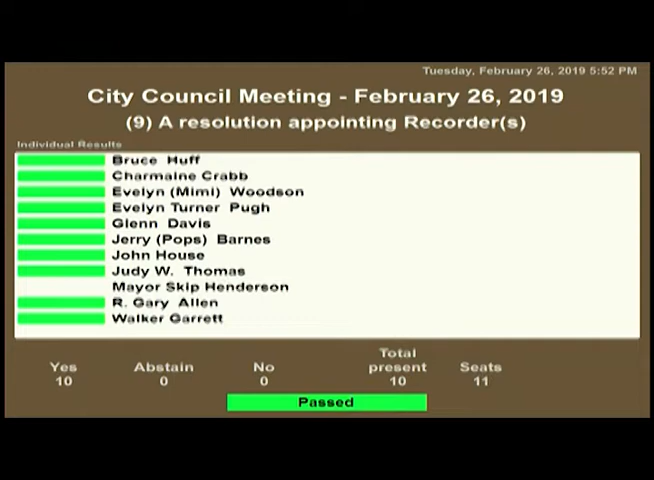 Tuesday, February 26, 2019 5:52 PM
City Council Meeting - February 26, 2019
(9) A resolution appointing Recorder(s)
Individual Results
Bruce Huff
Charmaine Crabb
Evelyn (Mimi) Woodson
Evelyn Turner Pugh
Glenn Davis
Jerry (Pops) Barnes
John House
Judy W. Thomas
Mayor Skip Henderson
R. Gary Allen
Walker Garrett
Yes Abstain No Total present Seats
10 0 0 10 11
Passed